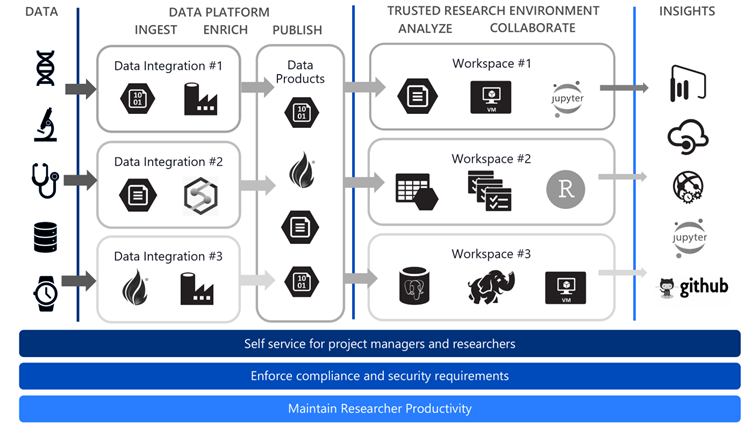 DATA
DATA PLATFORM
TRUSTED RESEARCH ENVIRONMENT
INSIGHTS
INGEST
ENRICH
PUBLISH
ANALYZE
COLLABORATE
Data Integration #1
10
01
Data Integration #2
Data Integration #3
Data
Products
10
01
10
01
Workspace #1
VM
jupyter
Workspace #2
R
Workspace #3
VM
jupyter
github
Self service for project managers and researchers
Enforce compliance and security requirements
Maintain Researcher Productivity